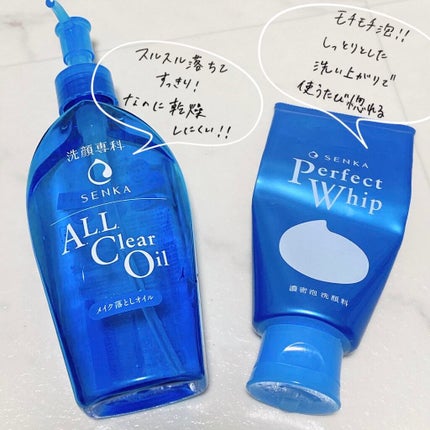 スルスル落ちて
すっきり!
なのに乾燥
しにくい!!
モチモチ泡!!
しっとりとした
洗い上がりで
使うたび惚れる
洗顔専科
SENKA
ALL
Clear
Oil
メイク落としオイル
SENKA
Perfect
Whip
濃密泡 洗顔料